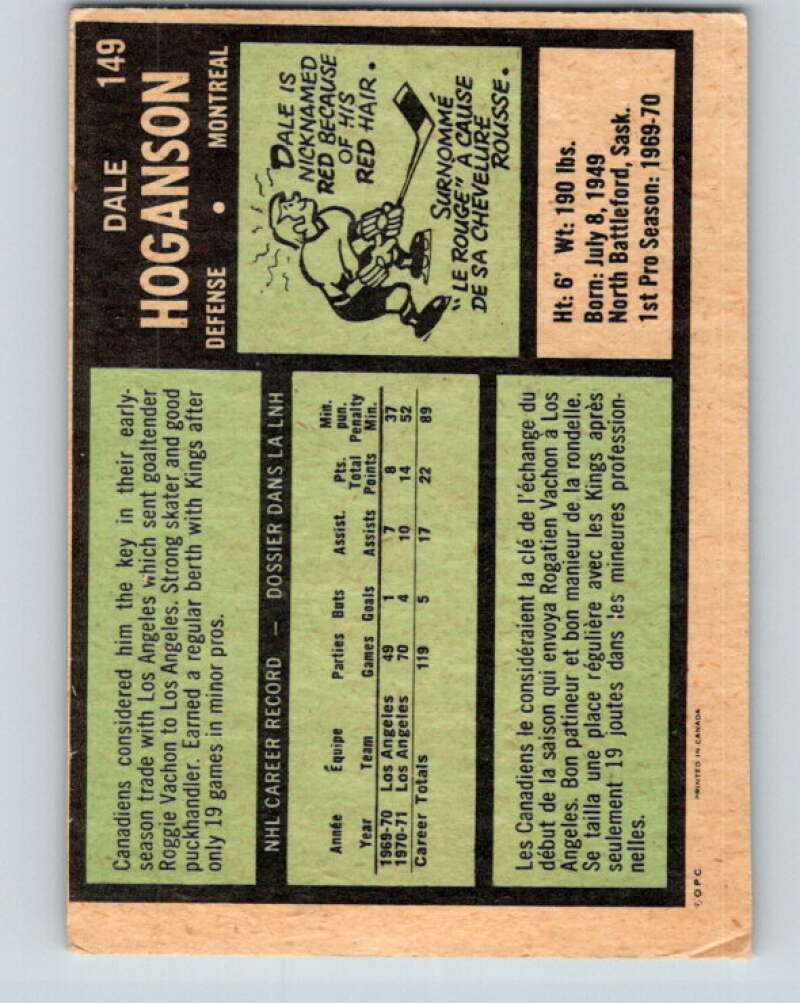 DALE 149
HOGANSON
DEFENSE • MONTREAL
Canadiens considered him the key in their early-
season trade with Los Angeles which sent goaltender
Roggie Vachon to Los Angeles. Strong skater and good
puckhandler. Earned a regular berth with Kings after
only 19 games in minor pros.
DALE IS
NICKNAMED
RED BECAUSE
OF HIS
RED HAIR.
SURNOMMÉ
"LE ROUGE" À CAUSE
DE SA CHEVELURE
ROUSSE.
NHL CAREER RECORD — DOSSIER DANS LA LNH
Année Équipe Parties Buts Assist. Pts. Total Min. pun.
Year Team Games Goals Assists Points Penalty Min.
1969-70 Los Angeles 49 1 7 8 37
1970-71 Los Angeles 70 4 10 14 52
Career Totals 119 5 17 22 89
Ht: 6' Wt: 190 lbs.
Born: July 8, 1949
North Battleford, Sask.
1st Pro Season: 1969-70
Les Canadiens le considéraient la clé de l'échange du
début de la saison qui envoya Rogatien Vachon à Los
Angeles. Bon patineur et bon manieur de la rondelle.
Se tailla une place régulière avec les Kings après
seulement 19 joutes dans les mineures profession-
nelles.
© O.P.C. PRINTED IN CANADA